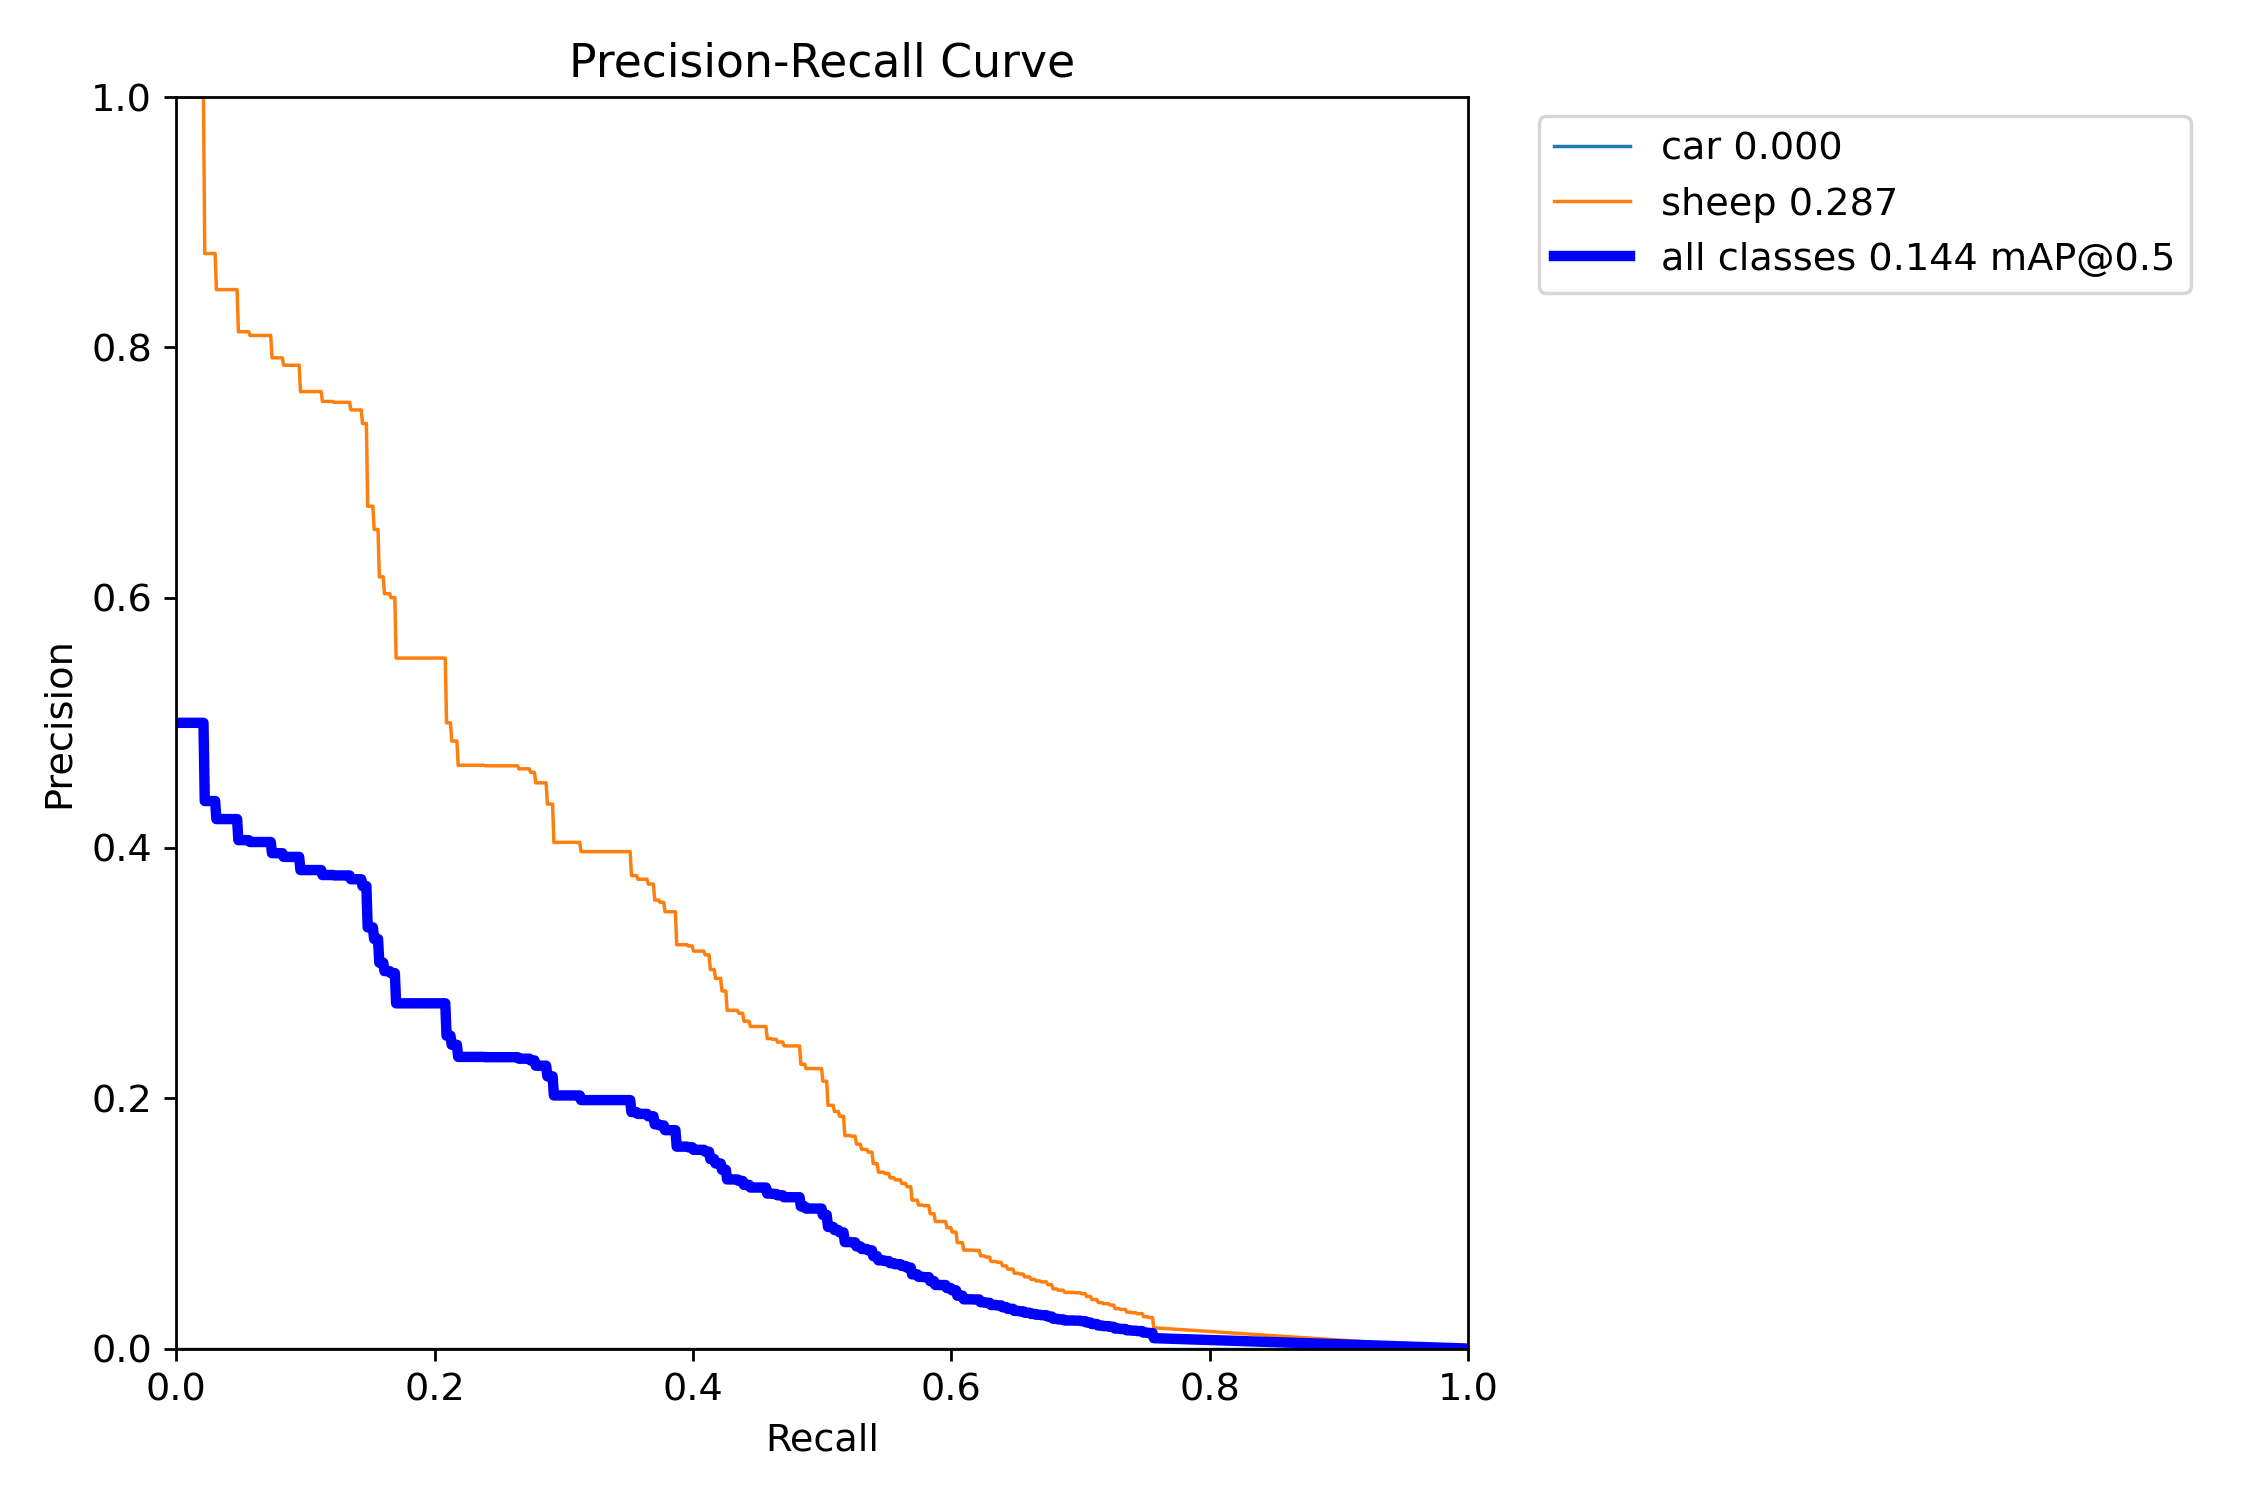 Precision-Recall Curve
1.0
0.8
0.6
0.4
0.2
0.0
Precision
0.0 0.2 0.4 0.6 0.8 1.0
Recall
car 0.000
sheep 0.287
all classes 0.144 mAP@0.5